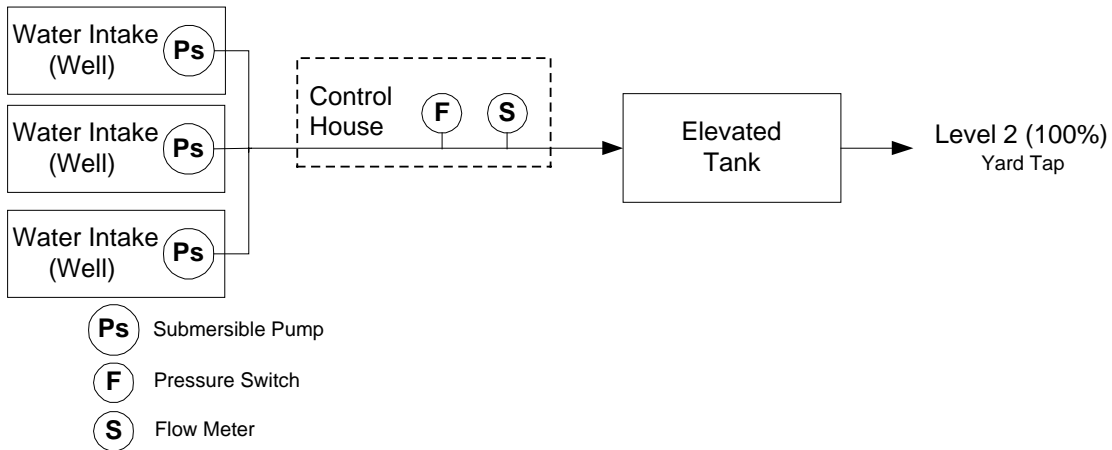 Water Intake
(Well)
Ps
Water Intake
(Well)
Ps
Water Intake
(Well)
Ps
Control
House
F
S
Elevated
Tank
Level 2 (100%)
Yard Tap
Ps Submersible Pump
F Pressure Switch
S Flow Meter